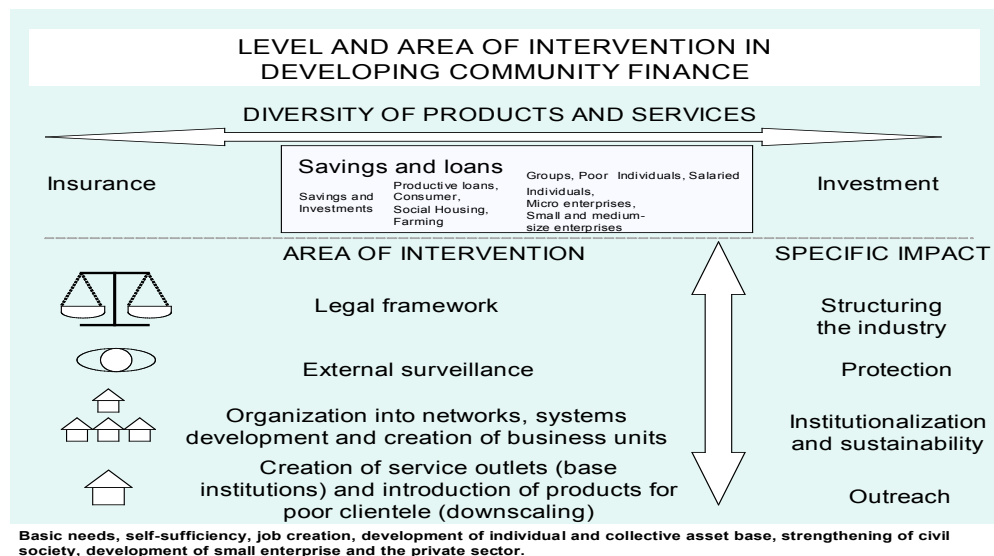 LEVEL AND AREA OF INTERVENTION IN
DEVELOPING COMMUNITY FINANCE
DIVERSITY OF PRODUCTS AND SERVICES
Insurance
Savings and loans
Savings and
Investments
Productive loans,
Consumer,
Social Housing,
Farming
Groups, Poor Individuals, Salaried
Individuals,
Micro enterprises,
Small and medium-
size enterprises
Investment
AREA OF INTERVENTION
SPECIFIC IMPACT
Legal framework
Structuring
the industry
External surveillance
Protection
Organization into networks, systems
development and creation of business units
Institutionalization
and sustainability
Creation of service outlets (base
institutions) and introduction of products for
poor clientele (downscaling)
Outreach
Basic needs, self-sufficiency, job creation, development of individual and collective asset base, strengthening of civil
society, development of small enterprise and the private sector.